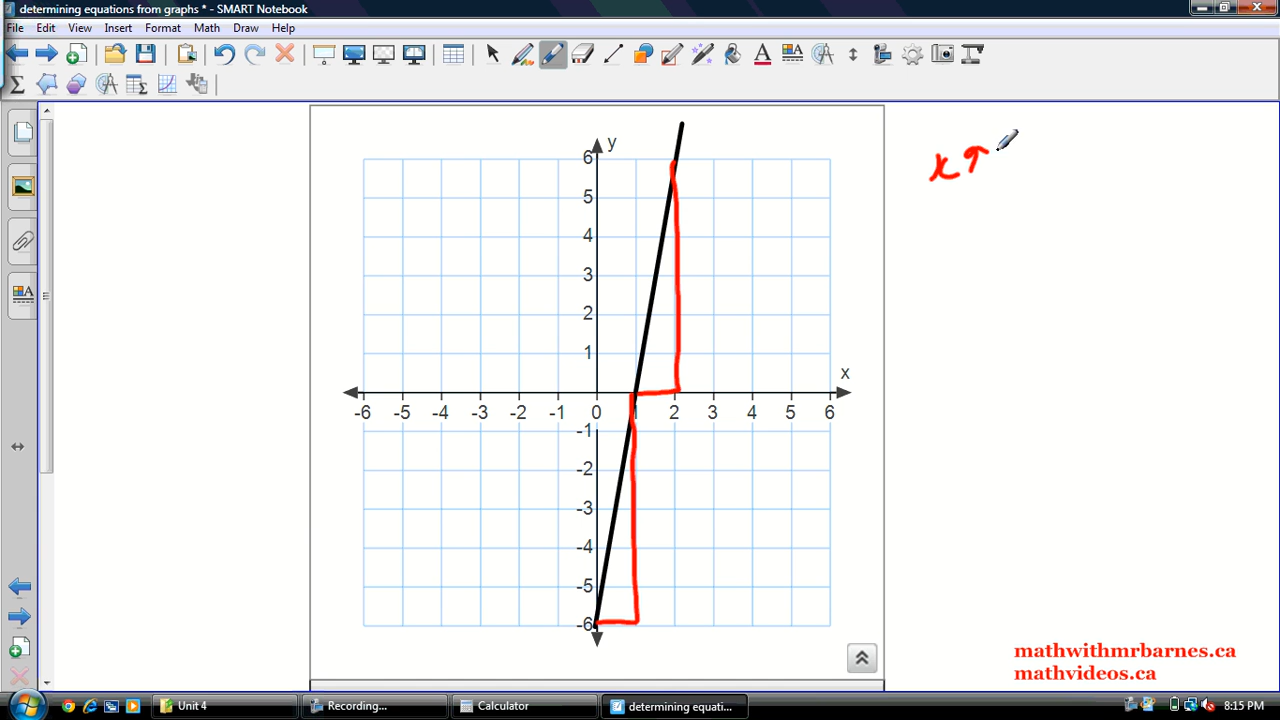 determining equations from graphs * - SMART Notebook
File Edit View Insert Format Math Draw Help
y
6
5
4
3
2
1
x
-6 -5 -4 -3 -2 -1 0 1 2 3 4 5 6
-1
-2
-3
-4
-5
-6
x ↑
mathwithmrbarnes.ca
mathvideos.ca
Unit 4 Recording... Calculator determining equati... 8:15 PM